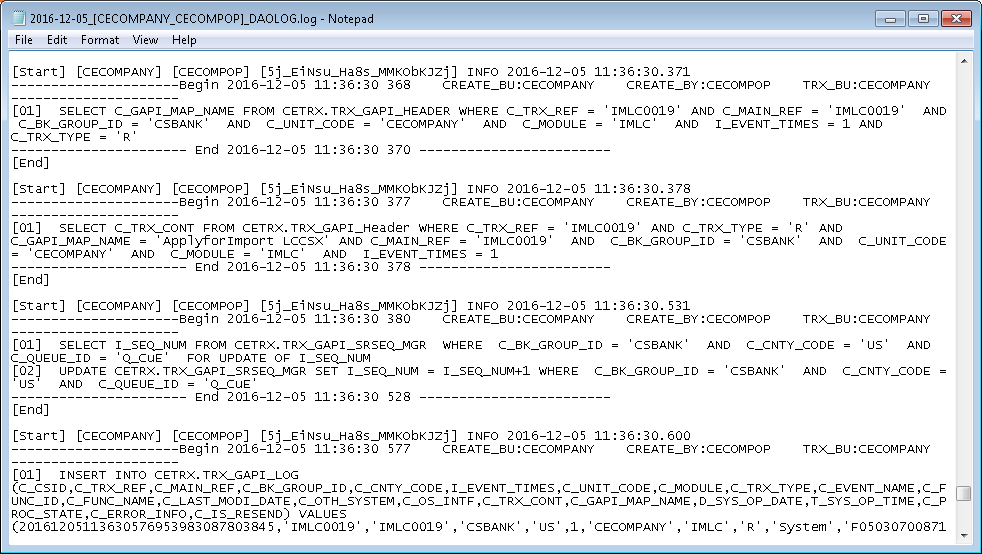 2016-12-05_[CECOMPANY_CECOMPOP]_DAOLOG.log - Notepad
File Edit Format View Help
[Start] [CECOMPANY] [CECOMPOP] [5j_EiNsu_Ha8s_MMKObKJZj] INFO 2016-12-05 11:36:30.371
---------------------Begin 2016-12-05 11:36:30 368    CREATE_BU:CECOMPANY    CREATE_BY:CECOMPOP    TRX_BU:CECOMPANY
---------------------
[01]  SELECT C_GAPI_MAP_NAME FROM CETRX.TRX_GAPI_HEADER WHERE C_TRX_REF = 'IMLC0019' AND C_MAIN_REF = 'IMLC0019'  AND
C_BK_GROUP_ID = 'CSBANK'  AND  C_UNIT_CODE = 'CECOMPANY'  AND  C_MODULE = 'IMLC'  AND  I_EVENT_TIMES = 1 AND
C_TRX_TYPE = 'R'
--------------------- End 2016-12-05 11:36:30 370 -----------------------
[End]
[Start] [CECOMPANY] [CECOMPOP] [5j_EiNsu_Ha8s_MMKObKJZj] INFO 2016-12-05 11:36:30.378
---------------------Begin 2016-12-05 11:36:30 377    CREATE_BU:CECOMPANY    CREATE_BY:CECOMPOP    TRX_BU:CECOMPANY
---------------------
[01]  SELECT C_TRX_CONT FROM CETRX.TRX_GAPI_Header WHERE C_TRX_REF = 'IMLC0019' AND C_TRX_TYPE = 'R' AND
C_GAPI_MAP_NAME = 'ApplyforImport LCCSX' AND C_MAIN_REF = 'IMLC0019'  AND  C_BK_GROUP_ID = 'CSBANK'  AND  C_UNIT_CODE
= 'CECOMPANY'  AND  C_MODULE = 'IMLC'  AND  I_EVENT_TIMES = 1
--------------------- End 2016-12-05 11:36:30 378 -----------------------
[End]
[Start] [CECOMPANY] [CECOMPOP] [5j_EiNsu_Ha8s_MMKObKJZj] INFO 2016-12-05 11:36:30.531
---------------------Begin 2016-12-05 11:36:30 380    CREATE_BU:CECOMPANY    CREATE_BY:CECOMPOP    TRX_BU:CECOMPANY
---------------------
[01]  SELECT I_SEQ_NUM FROM CETRX.TRX_GAPI_SRSEQ_MGR  WHERE  C_BK_GROUP_ID = 'CSBANK'  AND  C_CNTY_CODE = 'US'  AND
C_QUEUE_ID = 'Q_CuE'  FOR UPDATE OF I_SEQ_NUM
[02]  UPDATE CETRX.TRX_GAPI_SRSEQ_MGR SET I_SEQ_NUM = I_SEQ_NUM+1 WHERE  C_BK_GROUP_ID = 'CSBANK'  AND  C_CNTY_CODE =
'US'  AND  C_QUEUE_ID = 'Q_CuE'
--------------------- End 2016-12-05 11:36:30 528 -----------------------
[End]
[Start] [CECOMPANY] [CECOMPOP] [5j_EiNsu_Ha8s_MMKObKJZj] INFO 2016-12-05 11:36:30.600
---------------------Begin 2016-12-05 11:36:30 577    CREATE_BU:CECOMPANY    CREATE_BY:CECOMPOP    TRX_BU:CECOMPANY
---------------------
[01]  INSERT INTO CETRX.TRX_GAPI_LOG
(C_CSID,C_TRX_REF,C_MAIN_REF,C_BK_GROUP_ID,C_CNTY_CODE,I_EVENT_TIMES,C_UNIT_CODE,C_MODULE,C_TRX_TYPE,C_EVENT_NAME,C_F
UNC_ID,C_FUNC_NAME,C_LAST_MODI_DATE,C_OTH_SYSTEM,C_OS_INTF,C_TRX_CONT,C_GAPI_MAP_NAME,D_SYS_OP_DATE,T_SYS_OP_TIME,C_P
ROC_STATE,C_ERROR_INFO,C_IS_RESEND) VALUES
(20161205113630576953983087803845,'IMLC0019','IMLC0019','CSBANK','US',1,'CECOMPANY','IMLC','R','System','F05030700871